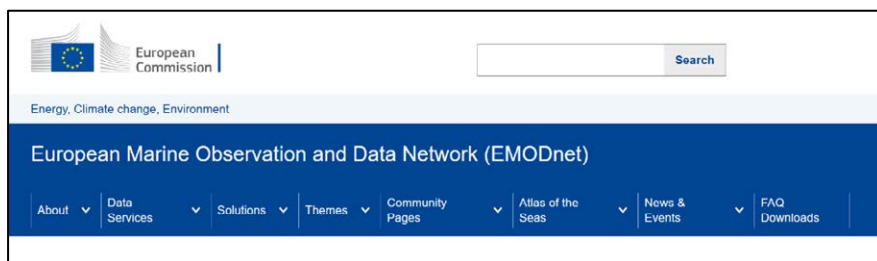 European
Commission
Search
Energy, Climate change, Environment
European Marine Observation and Data Network (EMODnet)
About
Data
Services
Solutions
Themes
Community
Pages
Atlas of the
Seas
News &
Events
FAQ
Downloads